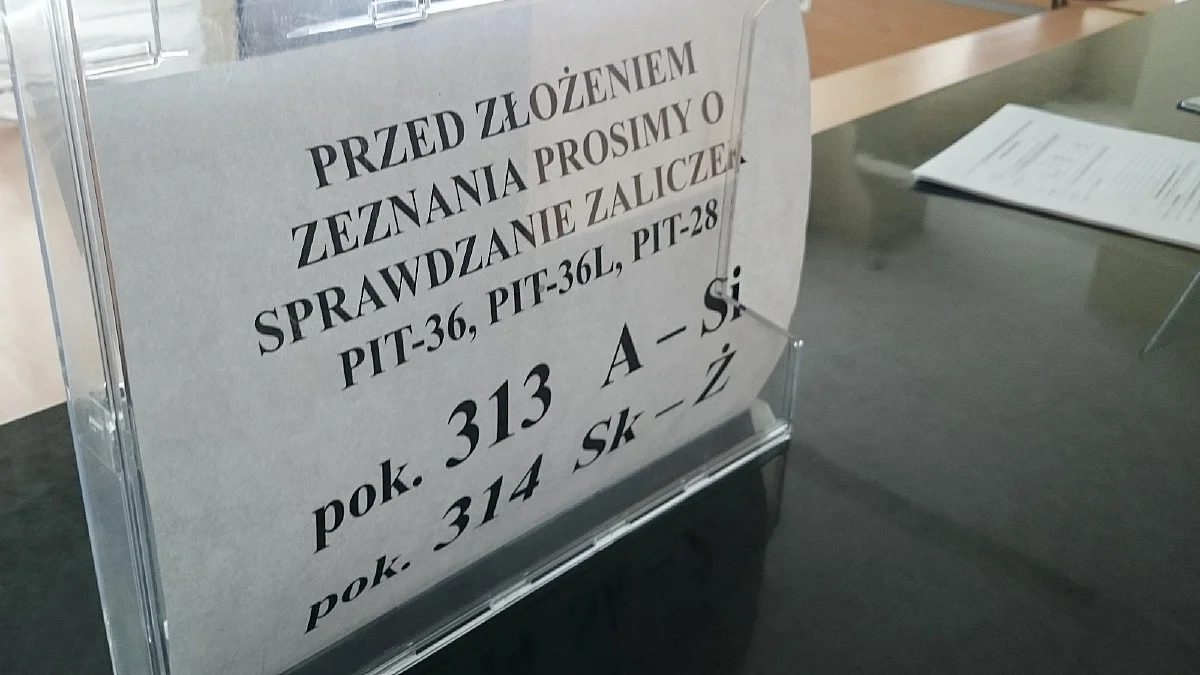 PRZED ZŁOŻENIEM
ZEZNANIA PROSIMY O
SPRAWDZANIE ZALICZEK
PIT-36, PIT-36L, PIT-28
pok. 313 A – Si
pok. 314 Sk – Ż